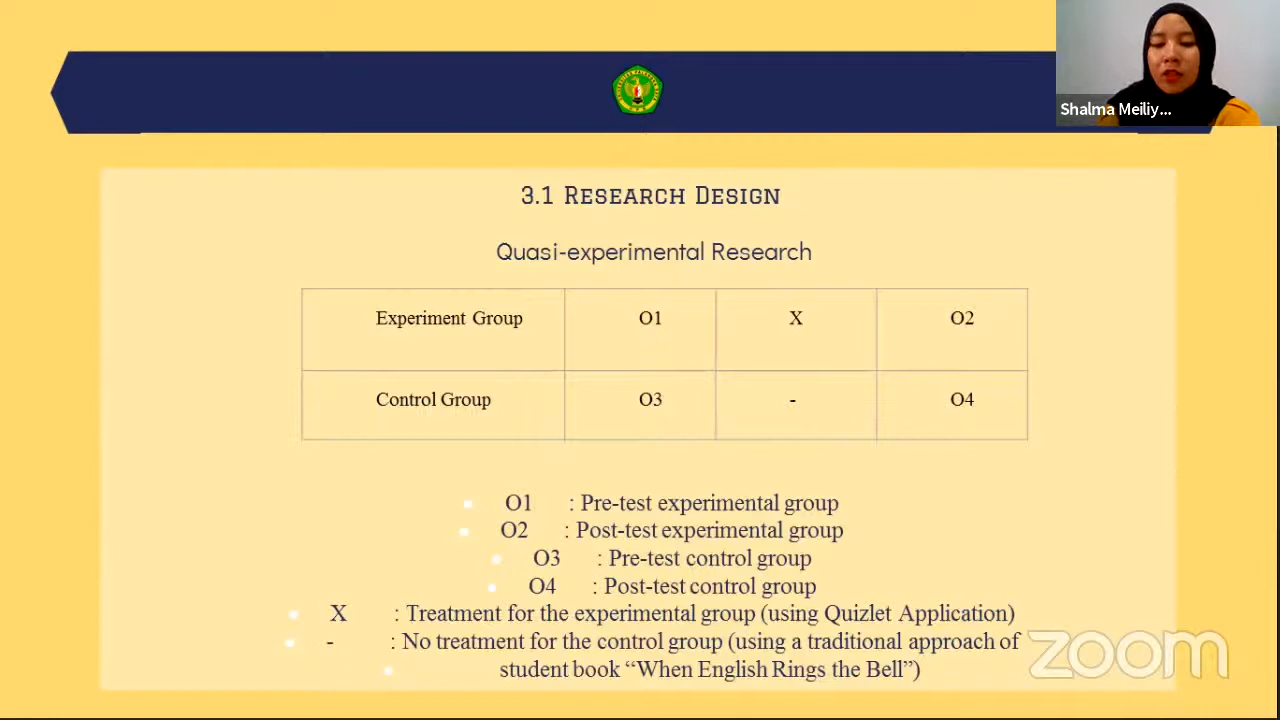 Shalma Meiliy...
3.1 Research Design
Quasi-experimental Research
Experiment Group O1 X O2
Control Group O3 - O4
O1 : Pre-test experimental group
O2 : Post-test experimental group
O3 : Pre-test control group
O4 : Post-test control group
X : Treatment for the experimental group (using Quizlet Application)
- : No treatment for the control group (using a traditional approach of
student book “When English Rings the Bell”)
zoom